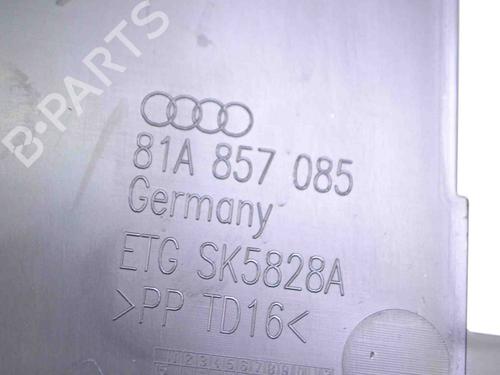 B-PARTS
81A 857 085
Germany
ETG SK5828A
>PP TD16<